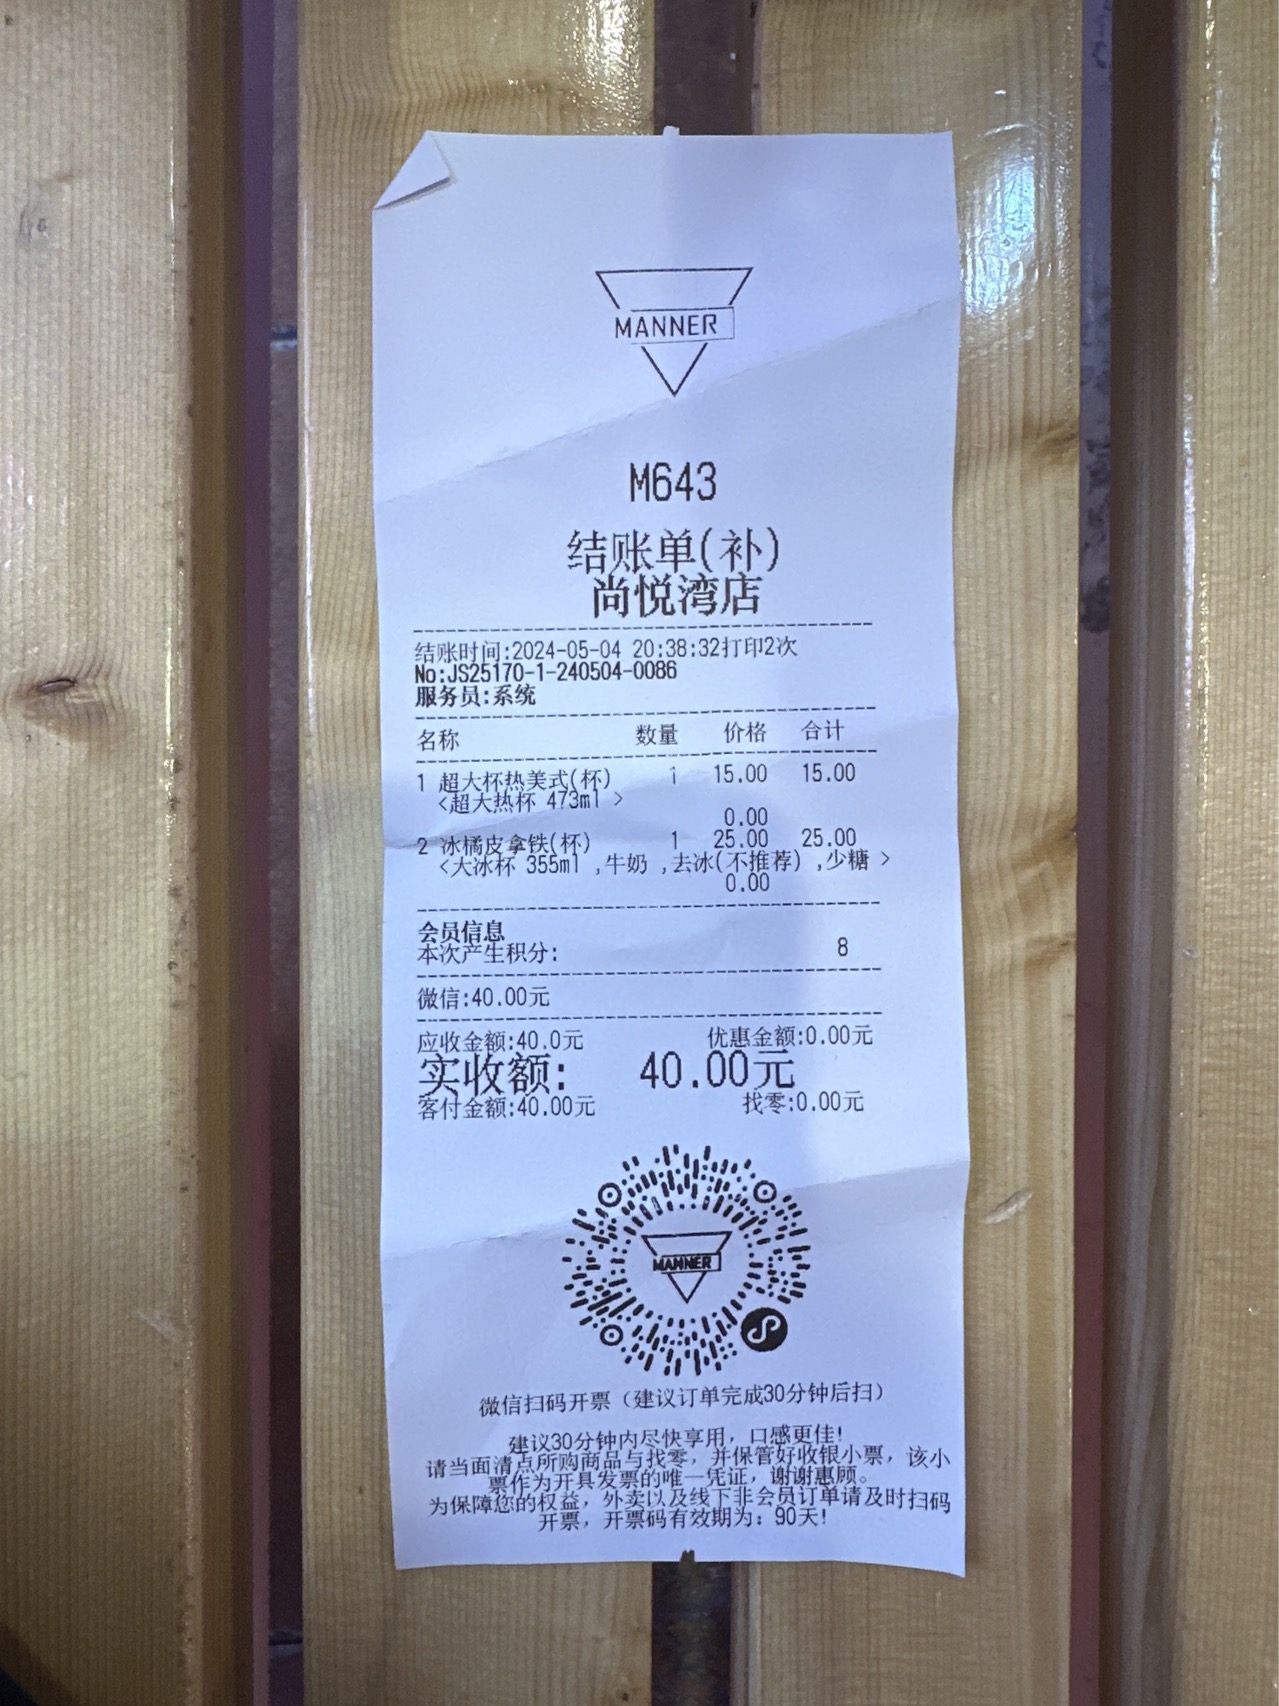 MANNER
M643
结账单(补)
尚悦湾店
结账时间:2024-05-04 20:38:32打印2次
No:JS25170-1-240504-0086
服务员:系统
名称 数量 价格 合计
1 超大杯热美式(杯) 1 15.00 15.00
<超大热杯 473ml >
0.00
2 冰橘皮拿铁(杯) 1 25.00 25.00
<大冰杯 355ml ,牛奶 ,去冰(不推荐) ,少糖 >
0.00
会员信息
本次产生积分: 8
微信:40.00元
应收金额:40.0元 优惠金额:0.00元
实收额: 40.00元
客付金额:40.00元 找零:0.00元
MANNER
微信扫码开票（建议订单完成30分钟后扫）
建议30分钟内尽快享用，口感更佳!
请当面清点所购商品与找零，并保管好收银小票，该小
票作为开具发票的唯一凭证，谢谢惠顾。
为保障您的权益，外卖以及线下非会员订单请及时扫码
开票，开票码有效期为：90天!